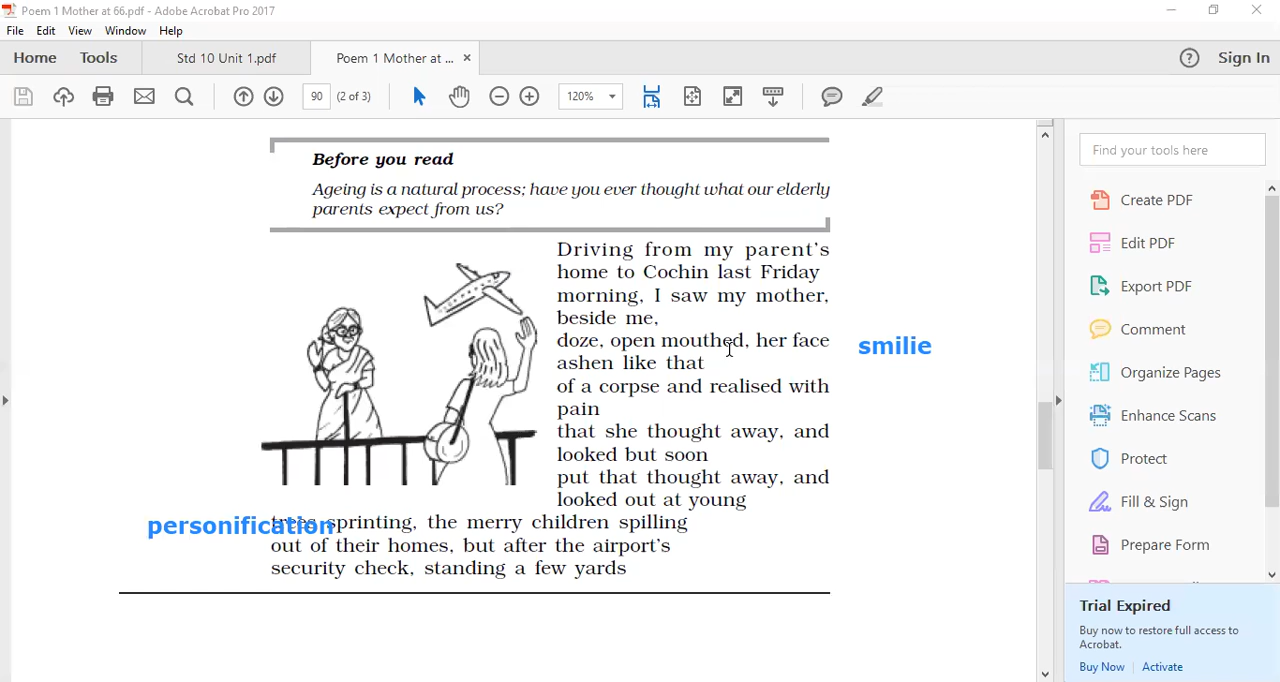 Poem 1 Mother at 66.pdf - Adobe Acrobat Pro 2017
File Edit View Window Help
Home Tools Std 10 Unit 1.pdf Poem 1 Mother at ... × ? Sign In
90 (2 of 3) 120%
Before you read
Ageing is a natural process; have you ever thought what our elderly
parents expect from us?
Driving from my parent's
home to Cochin last Friday
morning, I saw my mother,
beside me,
doze, open mouthed, her face
ashen like that
of a corpse and realised with
pain
that she thought away, and
looked but soon
put that thought away, and
looked out at young
trees sprinting, the merry children spilling
out of their homes, but after the airport's
security check, standing a few yards
smilie
personification
Find your tools here
Create PDF
Edit PDF
Export PDF
Comment
Organize Pages
Enhance Scans
Protect
Fill & Sign
Prepare Form
Trial Expired
Buy now to restore full access to
Acrobat.
Buy Now Activate